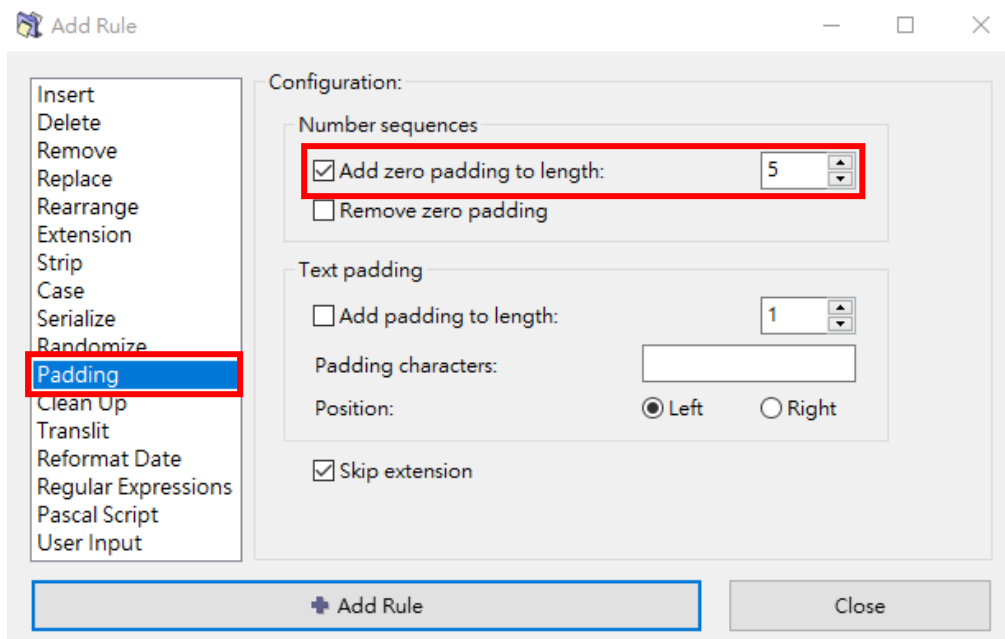 Add Rule
Insert
Delete
Remove
Replace
Rearrange
Extension
Strip
Case
Serialize
Randomize
Padding
Clean Up
Translit
Reformat Date
Regular Expressions
Pascal Script
User Input
Configuration:
Number sequences
Add zero padding to length: 5
Remove zero padding
Text padding
Add padding to length: 1
Padding characters:
Position: Left Right
Skip extension
Add Rule Close